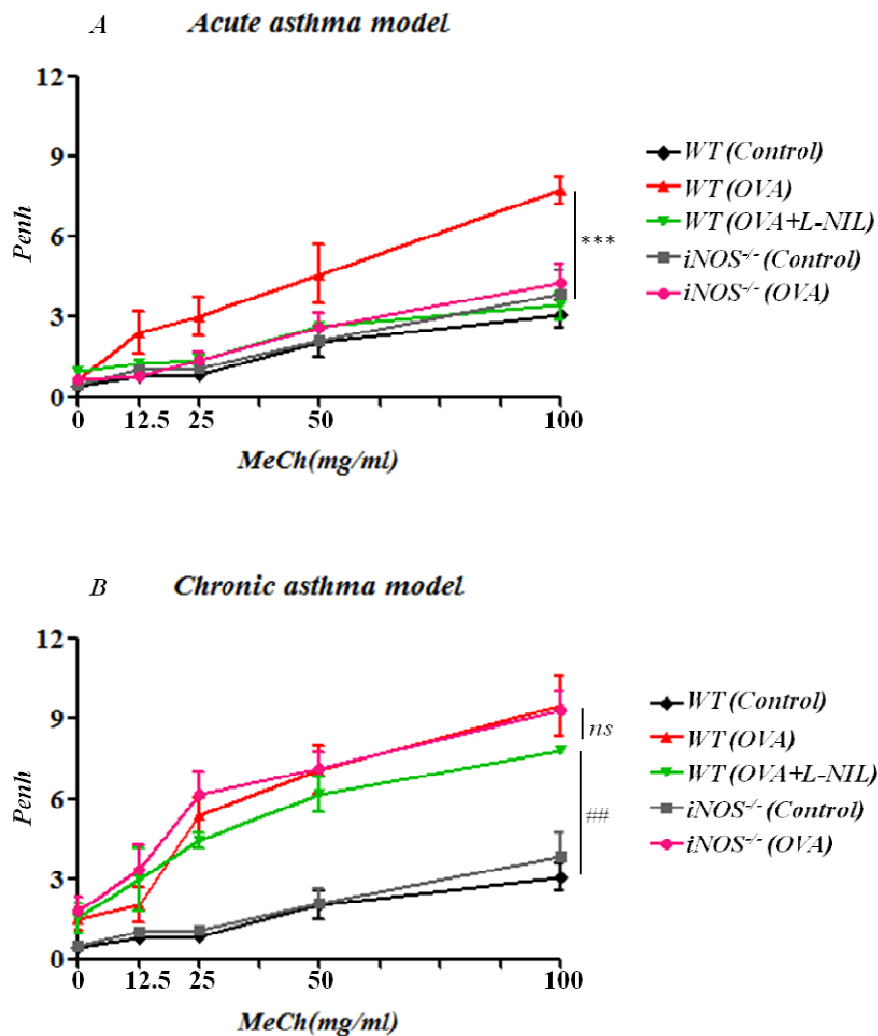 A Acute asthma model
12
9
6
3
0
Penh
0 12.5 25 50 100
MeCh(mg/ml)
***
WT (Control)
WT (OVA)
WT (OVA+L-NIL)
iNOS-/- (Control)
iNOS-/- (OVA)
B Chronic asthma model
12
9
6
3
0
Penh
0 12.5 25 50 100
MeCh(mg/ml)
ns
##
WT (Control)
WT (OVA)
WT (OVA+L-NIL)
iNOS-/- (Control)
iNOS-/- (OVA)